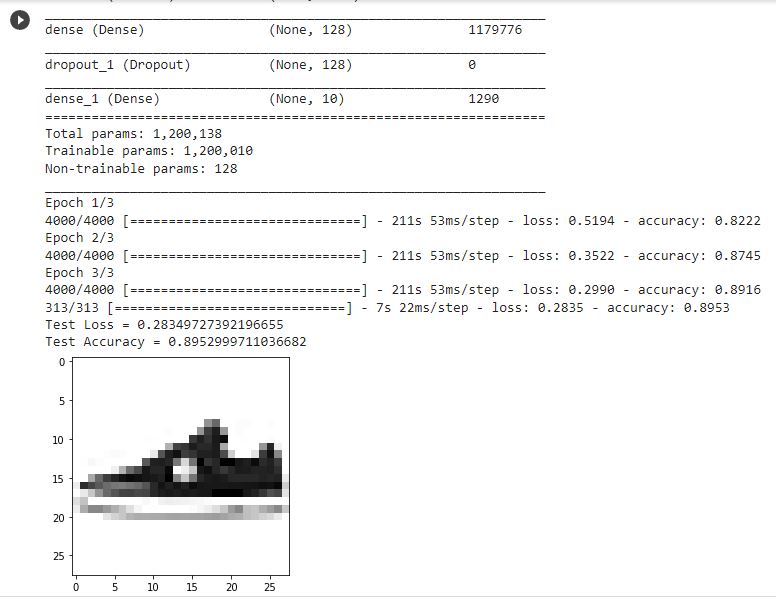 dense (Dense) (None, 128) 1179776
dropout_1 (Dropout) (None, 128) 0
dense_1 (Dense) (None, 10) 1290
=================================================================
Total params: 1,200,138
Trainable params: 1,200,010
Non-trainable params: 128
_________________________________________________________________
Epoch 1/3
4000/4000 [==============================] - 211s 53ms/step - loss: 0.5194 - accuracy: 0.8222
Epoch 2/3
4000/4000 [==============================] - 211s 53ms/step - loss: 0.3522 - accuracy: 0.8745
Epoch 3/3
4000/4000 [==============================] - 211s 53ms/step - loss: 0.2990 - accuracy: 0.8916
313/313 [==============================] - 7s 22ms/step - loss: 0.2835 - accuracy: 0.8953
Test Loss = 0.28349727392196655
Test Accuracy = 0.8952999711036682
0
5
10
15
20
25
0 5 10 15 20 25